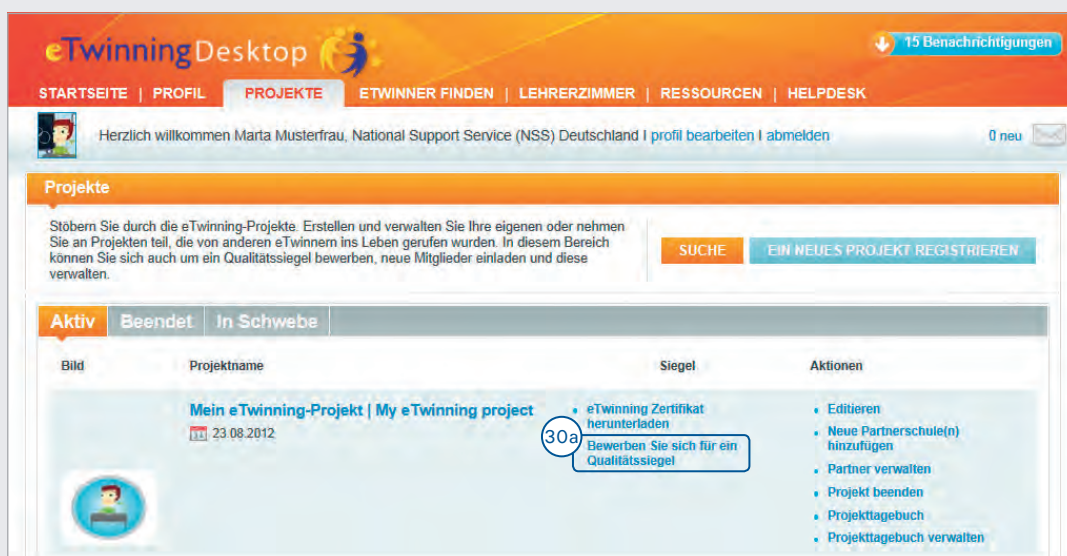 eTwinning Desktop
15 Benachrichtigungen
STARTSEITE | PROFIL PROJEKTE ETWINNER FINDEN | LEHRERZIMMER | RESSOURCEN | HELPDESK
Herzlich willkommen Marta Musterfrau, National Support Service (NSS) Deutschland I profil bearbeiten I abmelden
0 neu
Projekte
Stöbern Sie durch die eTwinning-Projekte. Erstellen und verwalten Sie Ihre eigenen oder nehmen
Sie an Projekten teil, die von anderen eTwinnern ins Leben gerufen wurden. In diesem Bereich
können Sie sich auch um ein Qualitätssiegel bewerben, neue Mitglieder einladen und diese
verwalten.
SUCHE
EIN NEUES PROJEKT REGISTRIEREN
Aktiv Beendet In Schwebe
Bild Projektname Siegel Aktionen
Mein eTwinning-Projekt | My eTwinning project
23.08.2012
eTwinning Zertifikat
herunterladen
30a
Bewerben Sie sich für ein
Qualitätssiegel
Editieren
Neue Partnerschule(n)
hinzufügen
Partner verwalten
Projekt beenden
Projekttagebuch
Projekttagebuch verwalten